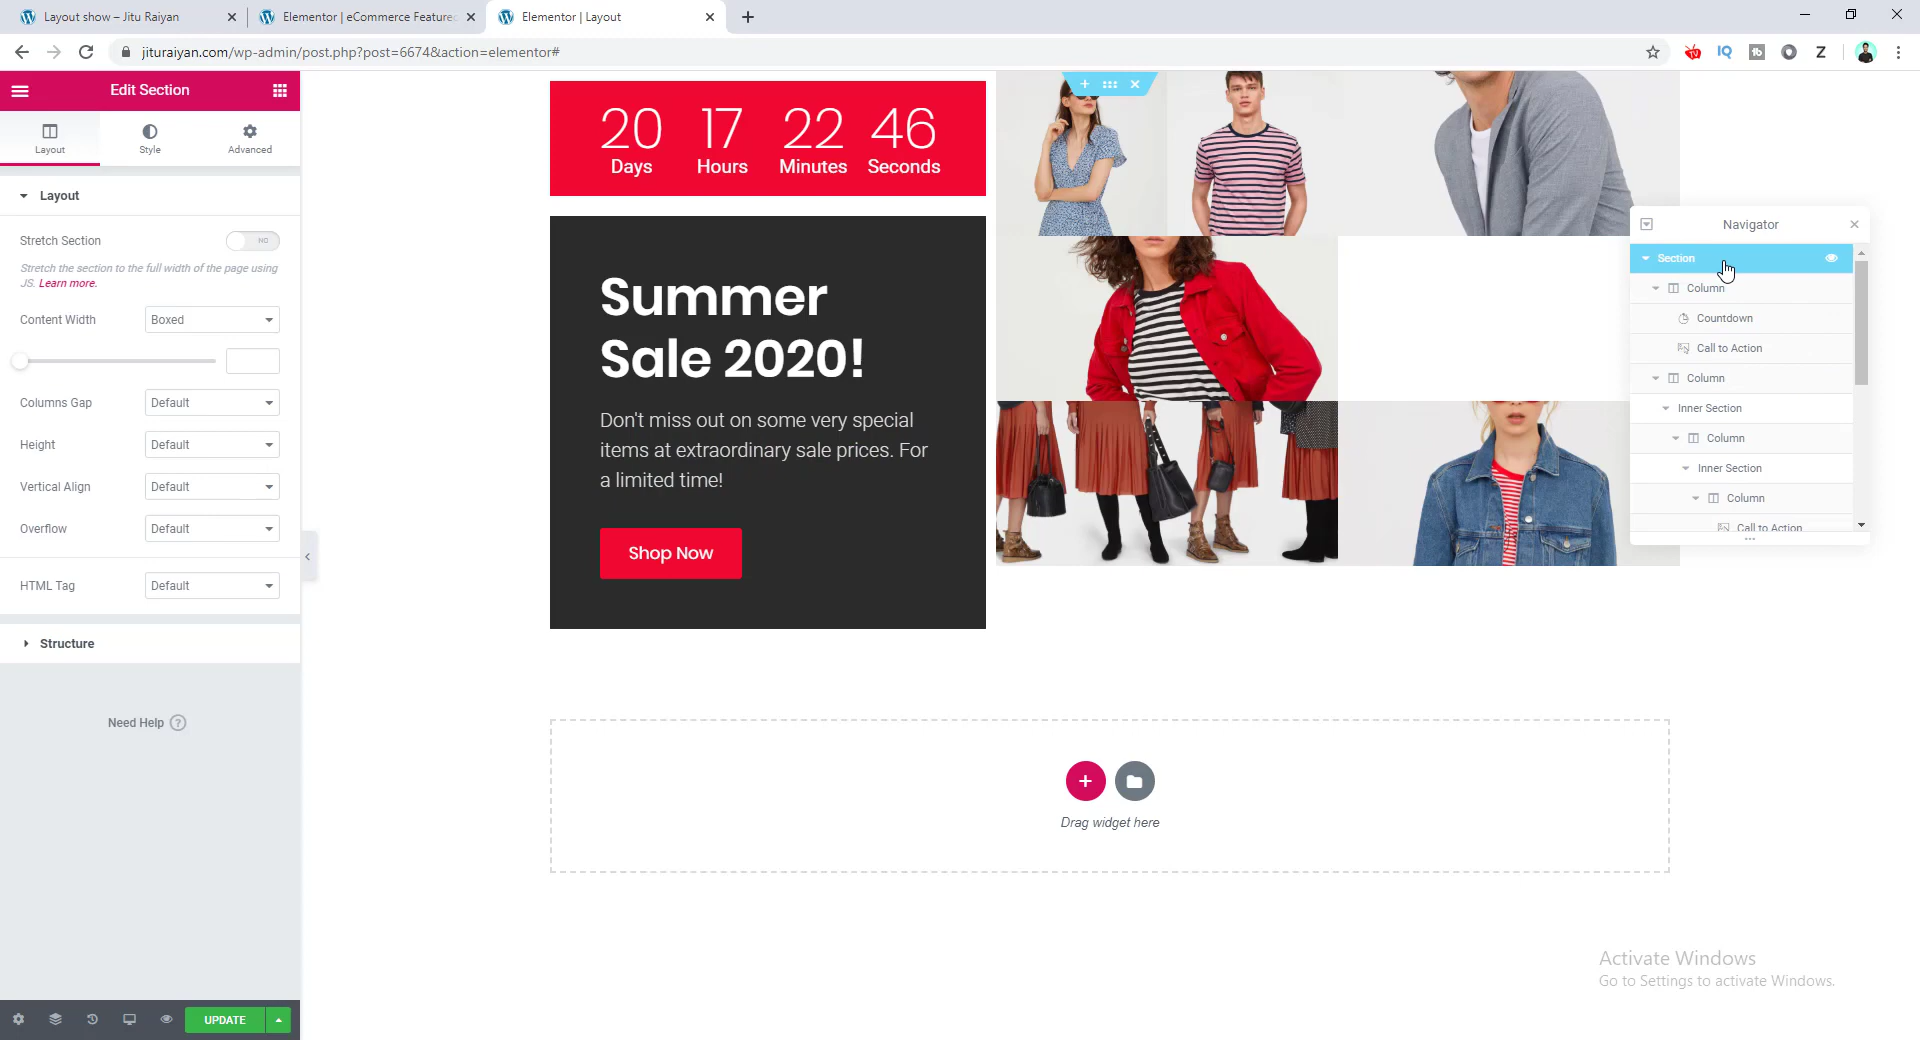 Layout show – Jitu Raiyan
Elementor | eCommerce Featured
Elementor | Layout
jituraiyan.com/wp-admin/post.php?post=6674&action=elementor#
IQ
tb
Z
Edit Section
Layout
Style
Advanced
Layout
Stretch Section
NO
Stretch the section to the full width of the page using
JS. Learn more.
Content Width
Boxed
Columns Gap
Default
Height
Default
Vertical Align
Default
Overflow
Default
HTML Tag
Default
Structure
Need Help ?
UPDATE
20 17 22 46
Days Hours Minutes Seconds
Summer
Sale 2020!
Don't miss out on some very special
items at extraordinary sale prices. For
a limited time!
Shop Now
Drag widget here
Navigator
Section
Column
Countdown
Call to Action
Column
Inner Section
Column
Inner Section
Column
Call to Action
Activate Windows
Go to Settings to activate Windows.